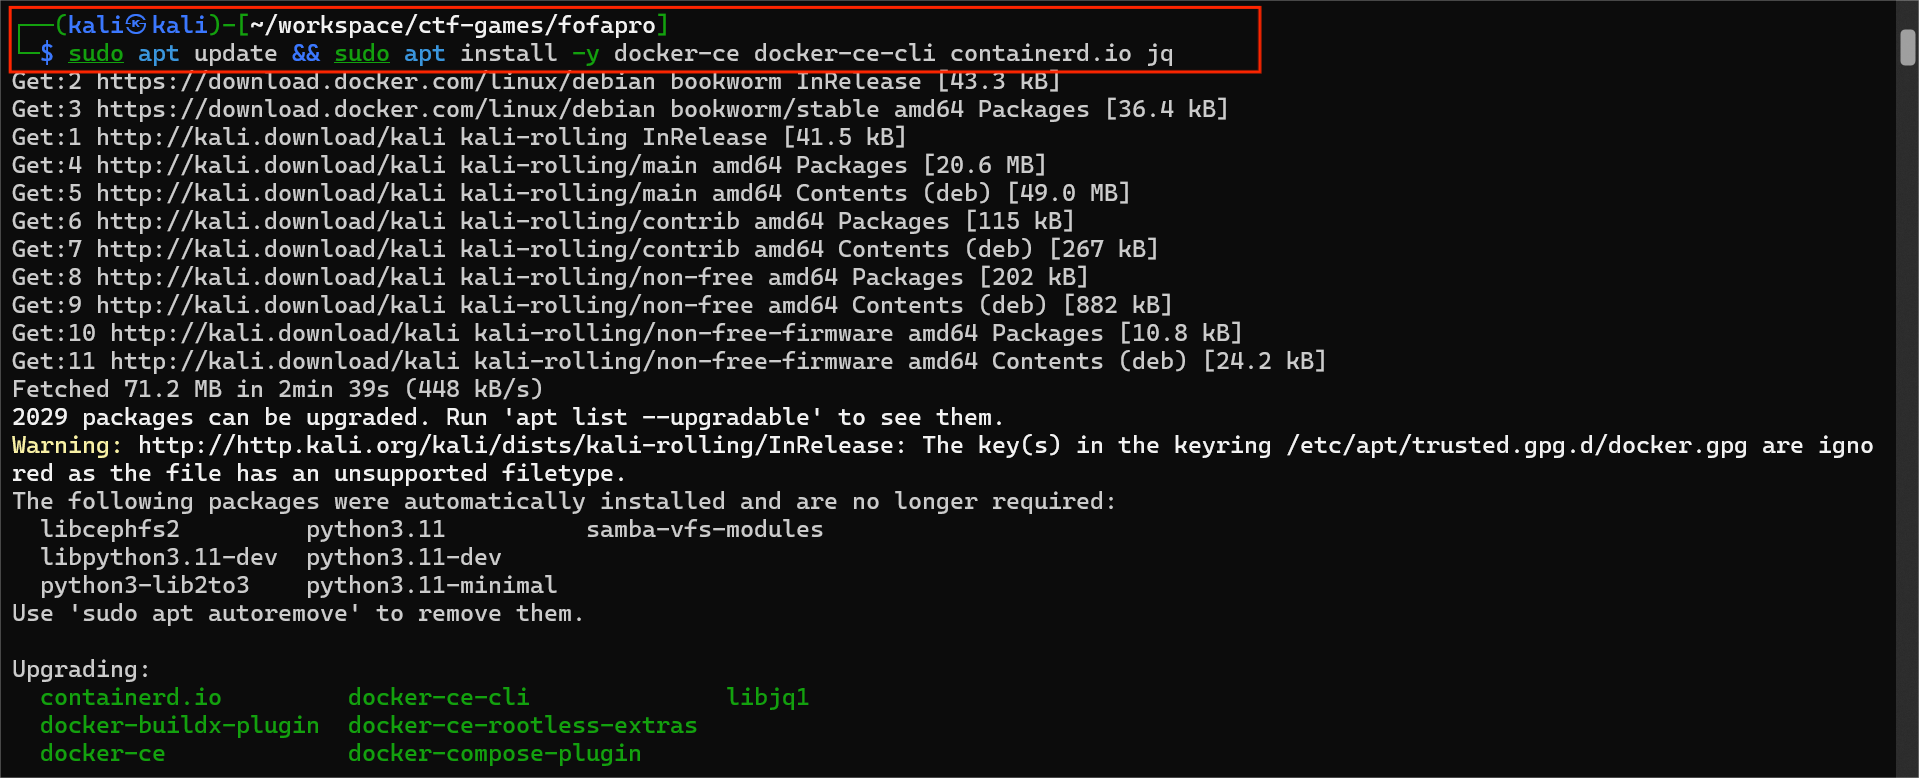 ┌──(kali㉿kali)-[~/workspace/ctf-games/fofapro]
└─$ sudo apt update && sudo apt install -y docker-ce docker-ce-cli containerd.io jq
Get:2 https://download.docker.com/linux/debian bookworm InRelease [43.3 kB]
Get:3 https://download.docker.com/linux/debian bookworm/stable amd64 Packages [36.4 kB]
Get:1 http://kali.download/kali kali-rolling InRelease [41.5 kB]
Get:4 http://kali.download/kali kali-rolling/main amd64 Packages [20.6 MB]
Get:5 http://kali.download/kali kali-rolling/main amd64 Contents (deb) [49.0 MB]
Get:6 http://kali.download/kali kali-rolling/contrib amd64 Packages [115 kB]
Get:7 http://kali.download/kali kali-rolling/contrib amd64 Contents (deb) [267 kB]
Get:8 http://kali.download/kali kali-rolling/non-free amd64 Packages [202 kB]
Get:9 http://kali.download/kali kali-rolling/non-free amd64 Contents (deb) [882 kB]
Get:10 http://kali.download/kali kali-rolling/non-free-firmware amd64 Packages [10.8 kB]
Get:11 http://kali.download/kali kali-rolling/non-free-firmware amd64 Contents (deb) [24.2 kB]
Fetched 71.2 MB in 2min 39s (448 kB/s)
2029 packages can be upgraded. Run 'apt list --upgradable' to see them.
Warning: http://http.kali.org/kali/dists/kali-rolling/InRelease: The key(s) in the keyring /etc/apt/trusted.gpg.d/docker.gpg are igno
red as the file has an unsupported filetype.
The following packages were automatically installed and are no longer required:
  libcephfs2         python3.11          samba-vfs-modules
  libpython3.11-dev  python3.11-dev
  python3-lib2to3    python3.11-minimal
Use 'sudo apt autoremove' to remove them.

Upgrading:
  containerd.io         docker-ce-cli              libjq1
  docker-buildx-plugin  docker-ce-rootless-extras
  docker-ce             docker-compose-plugin